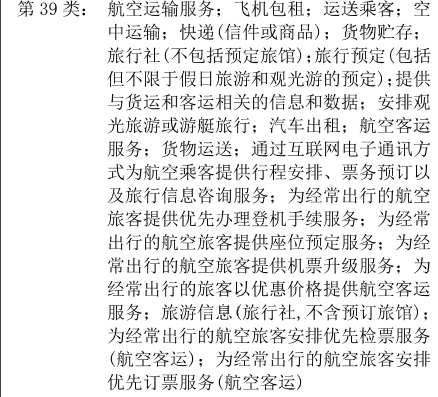 第 39 类： 航空运输服务；飞机包租；运送乘客；空
中运输；快递(信件或商品)；货物贮存；
旅行社(不包括预定旅馆)；旅行预定(包括
但不限于假日旅游和观光游的预定)；提供
与货运和客运相关的信息和数据；安排观
光旅游或游艇旅行；汽车出租；航空客运
服务；货物运送；通过互联网电子通讯方
式为航空乘客提供行程安排、票务预订以
及旅行信息咨询服务；为经常出行的航空
旅客提供优先办理登机手续服务；为经常
出行的航空旅客提供座位预定服务；为经
常出行的航空旅客提供机票升级服务；为
经常出行的旅客以优惠价格提供航空客运
服务；旅游信息(旅行社,不含预订旅馆)；
为经常出行的航空旅客安排优先检票服务
(航空客运)；为经常出行的航空旅客安排
优先订票服务(航空客运)